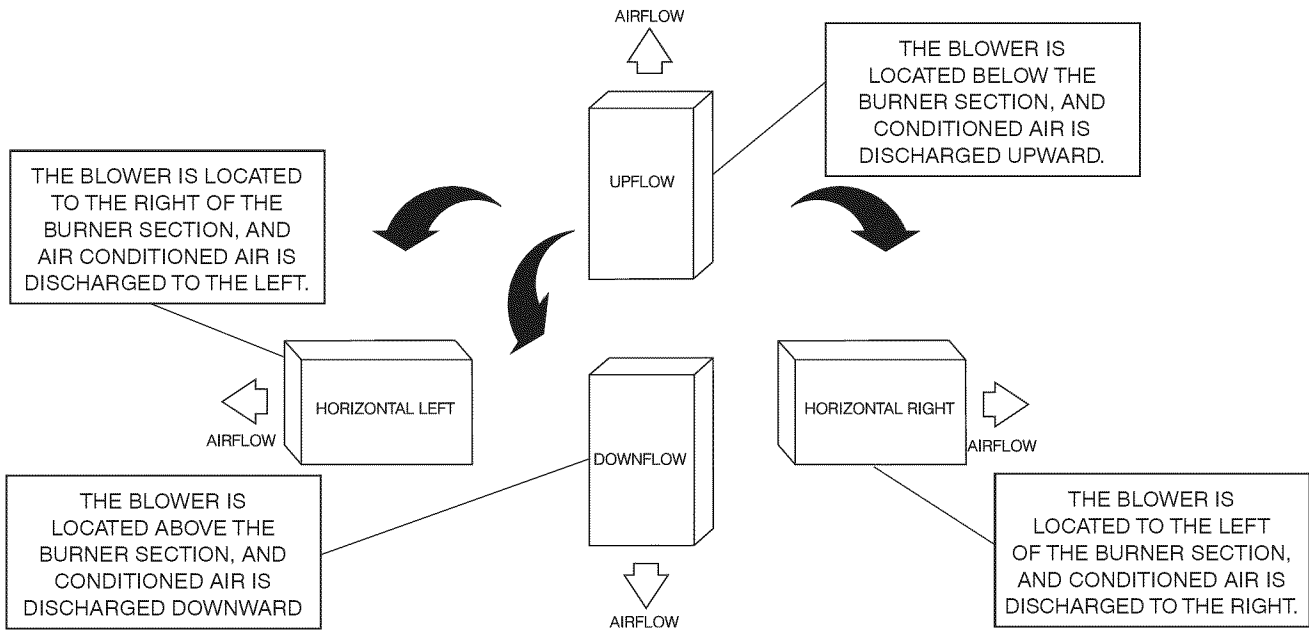 AIRFLOW
THE BLOWER IS
LOCATED BELOW THE
BURNER SECTION, AND
CONDITIONED AIR IS
DISCHARGED UPWARD.
UPFLOW
THE BLOWER IS LOCATED
TO THE RIGHT OF THE
BURNER SECTION, AND
AIR CONDITIONED AIR IS
DISCHARGED TO THE LEFT.
HORIZONTAL LEFT
AIRFLOW
HORIZONTAL RIGHT
AIRFLOW
DOWNFLOW
THE BLOWER IS
LOCATED ABOVE THE
BURNER SECTION, AND
CONDITIONED AIR IS
DISCHARGED DOWNWARD
THE BLOWER IS
LOCATED TO THE LEFT
OF THE BURNER SECTION,
AND CONDITIONED AIR IS
DISCHARGED TO THE RIGHT.
AIRFLOW